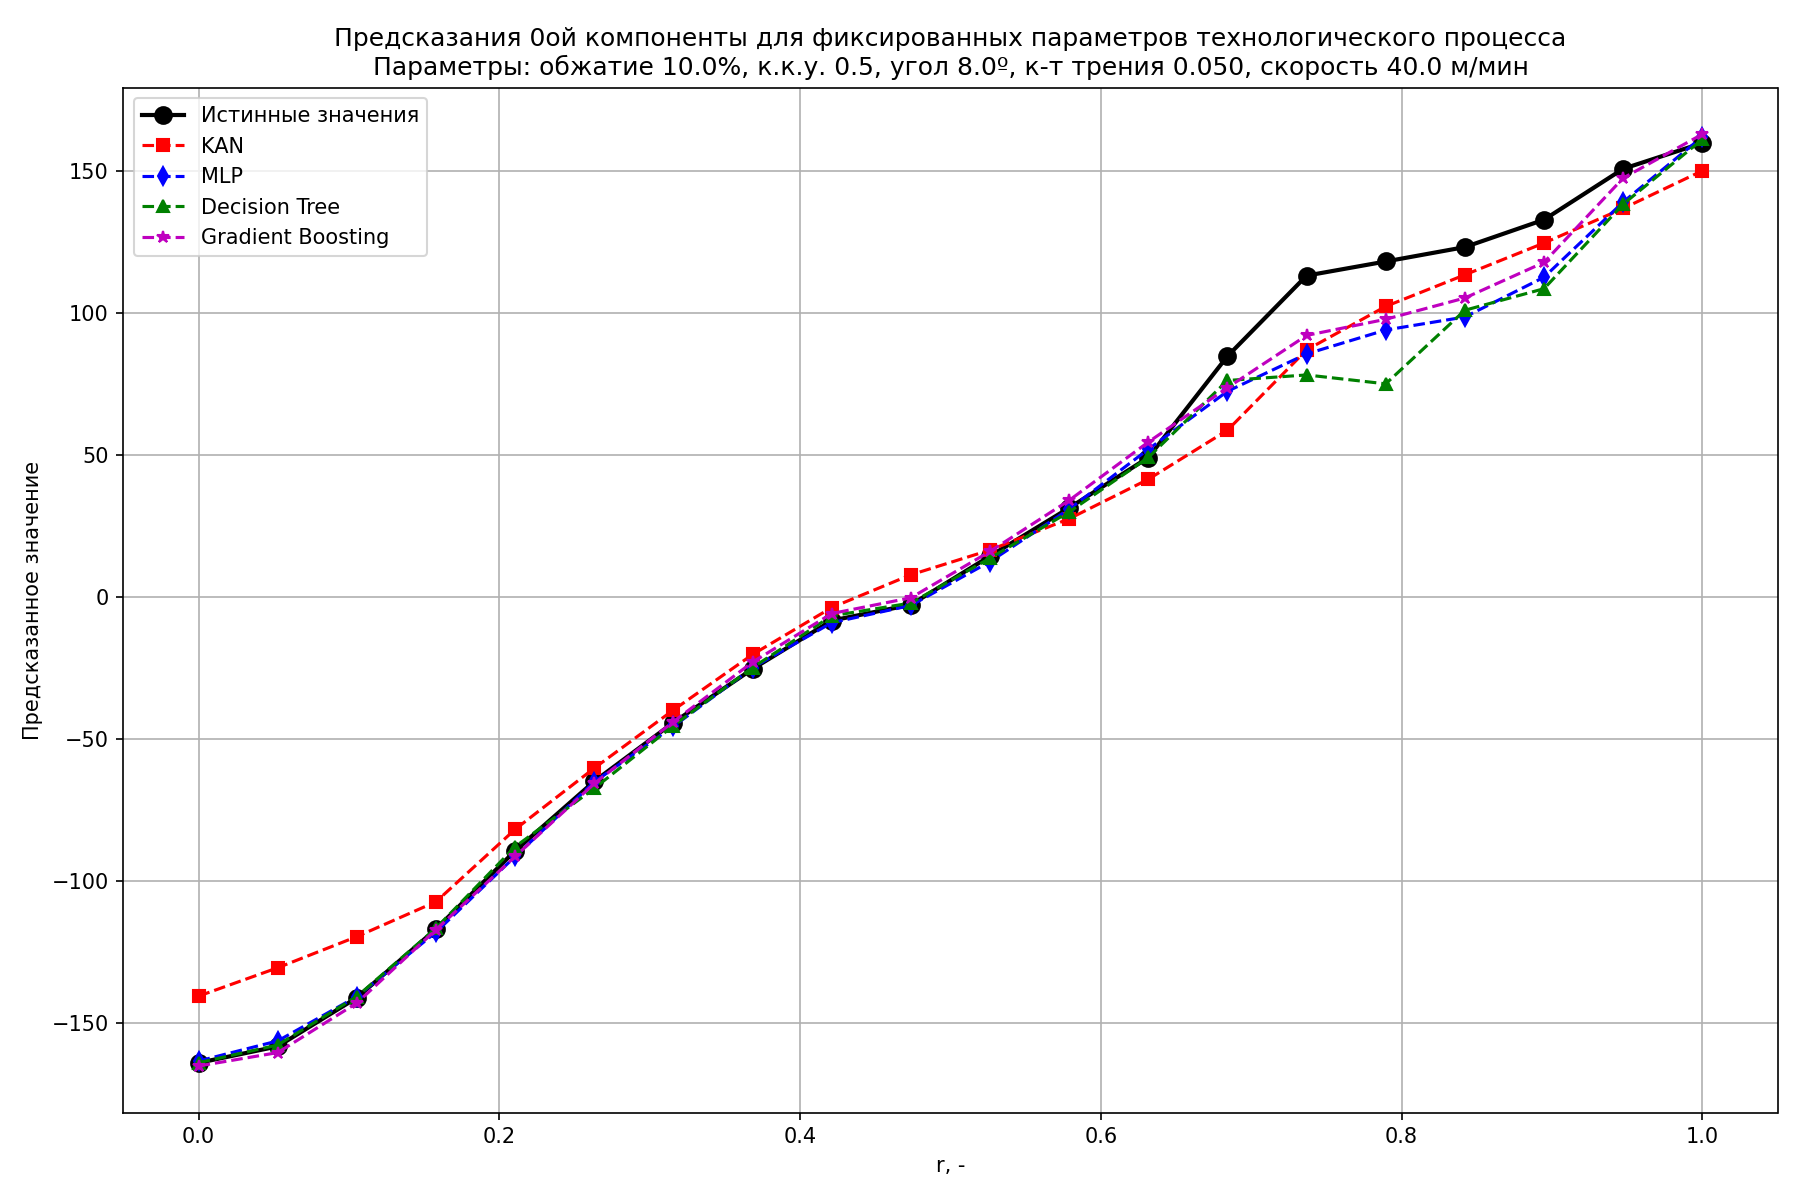 Предсказания 0ой компоненты для фиксированных параметров технологического процесса
Параметры: обжатие 10.0%, к.к.у. 0.5, угол 8.0º, к-т трения 0.050, скорость 40.0 м/мин
Истинные значения
KAN
MLP
Decision Tree
Gradient Boosting
Предсказанное значение
150
100
50
0
−50
−100
−150
0.0
0.2
0.4
0.6
0.8
1.0
r, -